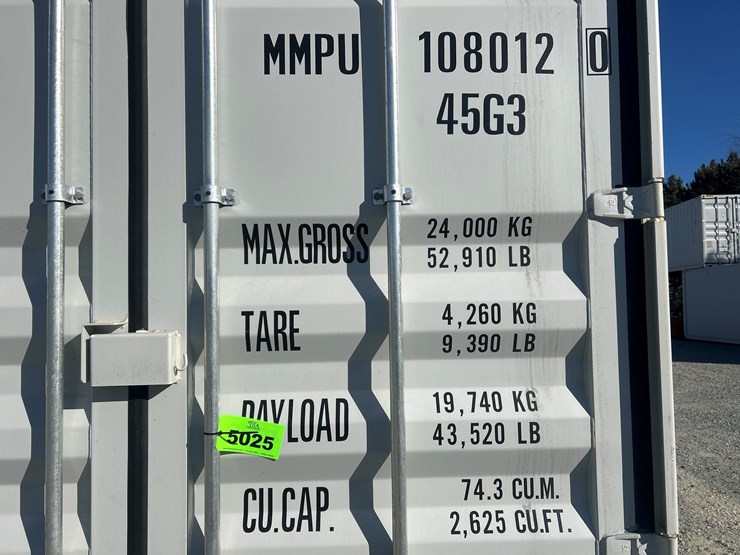 MMPU 108012 0
45G3
MAX.GROSS 24,000 KG
52,910 LB
TARE 4,260 KG
9,390 LB
PAYLOAD 19,740 KG
43,520 LB
5025
CU.CAP. 74.3 CU.M.
2,625 CU.FT.